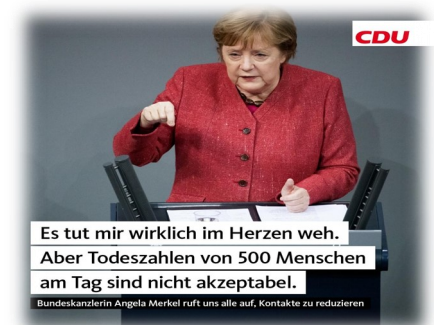 CDU
Es tut mir wirklich im Herzen weh.
Aber Todeszahlen von 500 Menschen
am Tag sind nicht akzeptabel.
Bundeskanzlerin Angela Merkel ruft uns alle auf, Kontakte zu reduzieren